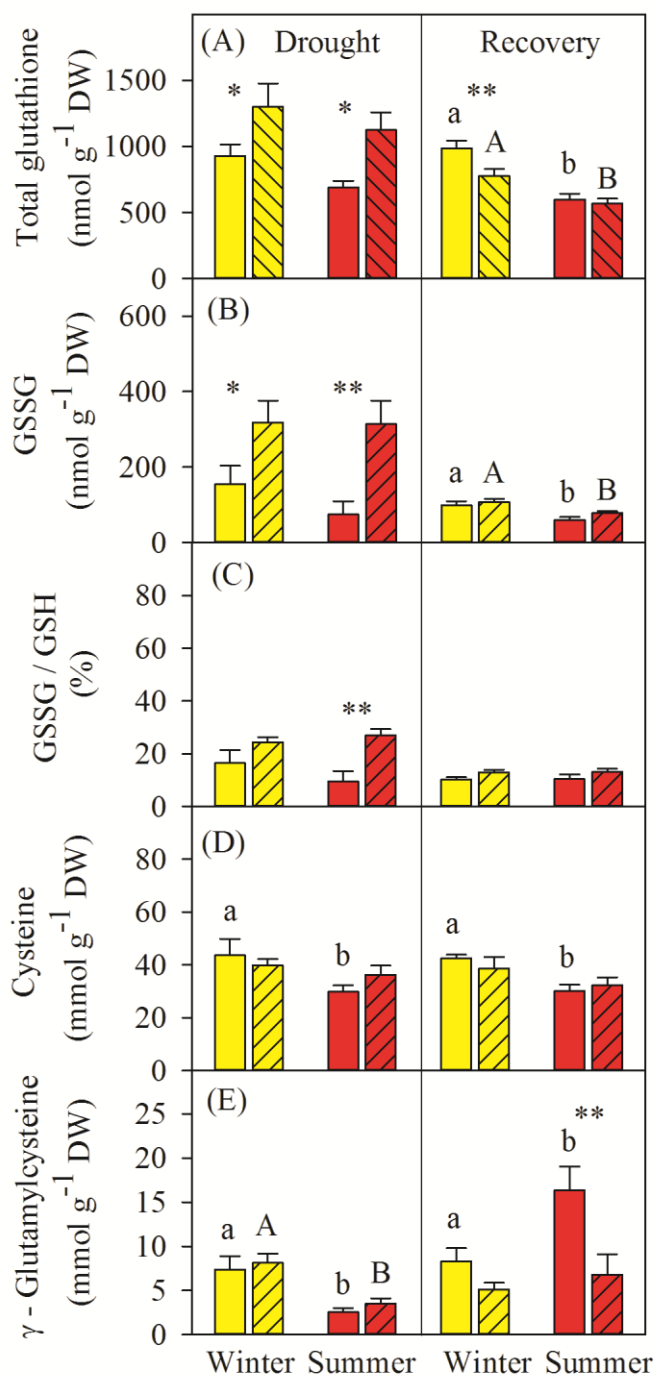 (A) Drought Recovery
Total glutathione
(nmol g-1 DW)
1500
1000
500
0
* * a ** A b B
(B)
GSSG
(nmol g-1 DW)
600
400
200
0
* ** a A b B
(C)
GSSG / GSH
(%)
80
60
40
20
0
**
(D)
Cysteine
(mmol g-1 DW)
80
60
40
20
0
a b a b
(E)
γ - Glutamylcysteine
(mmol g-1 DW)
25
20
15
10
5
0
a A b B a b **
Winter Summer Winter Summer